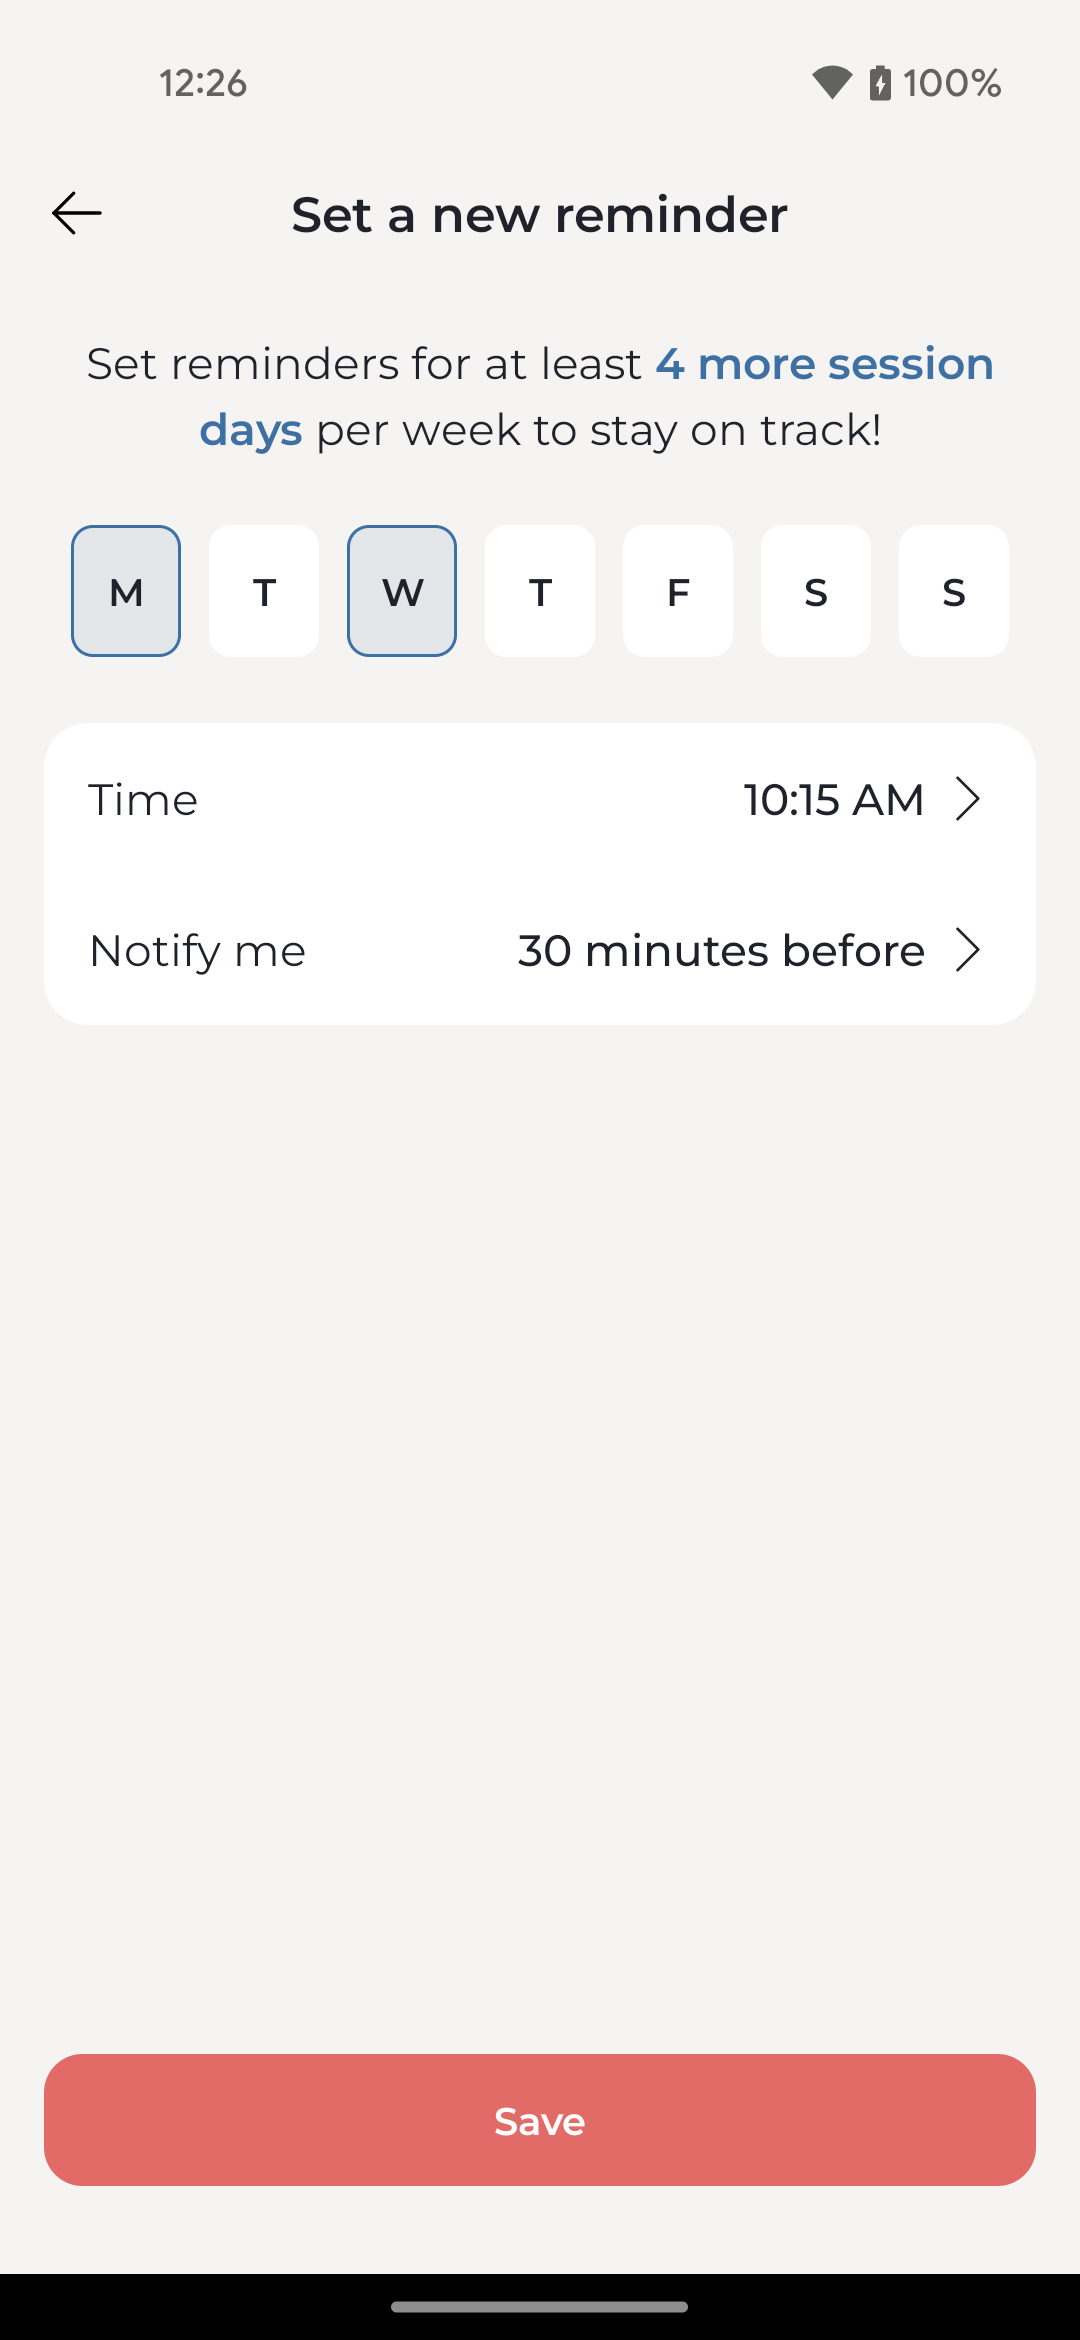 12:26 100%
Set a new reminder
Set reminders for at least 4 more session
days per week to stay on track!
M T W T F S S
Time 10:15 AM
Notify me 30 minutes before
Save